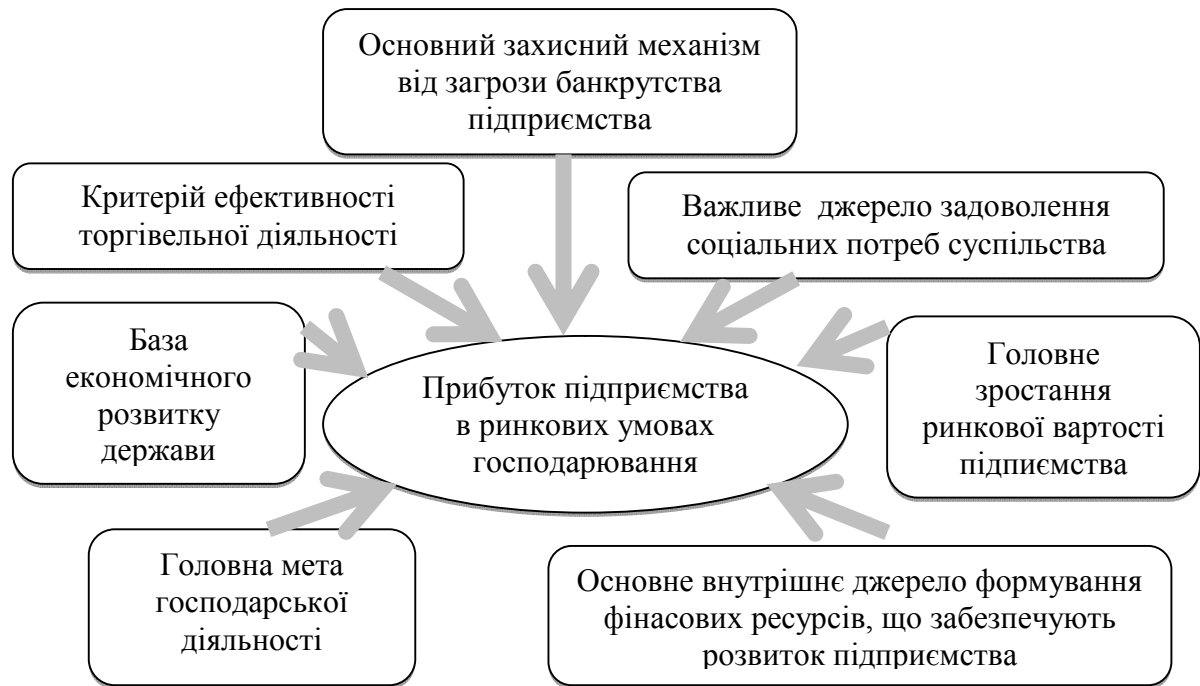 Основний захисний механізм
від загрози банкрутства
підприємства
Критерій ефективності
торгівельної діяльності
Важливе джерело задоволення
соціальних потреб суспільства
База
економічного
розвитку
держави
Прибуток підприємства
в ринкових умовах
господарювання
Головне
зростання
ринкової вартості
підпиємства
Головна мета
господарської
діяльності
Основне внутрішнє джерело формування
фінасових ресурсів, що забезпечують
розвиток підприємства